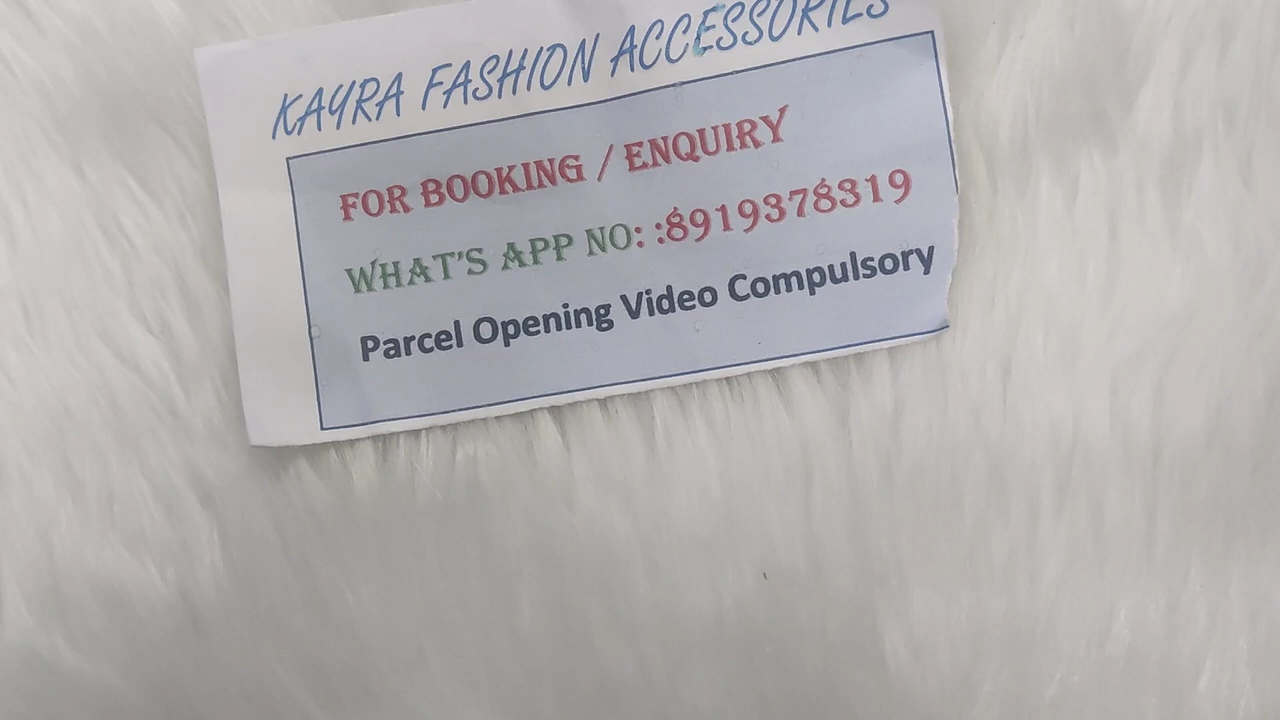 KAYRA FASHION ACCESSORIES
FOR BOOKING / ENQUIRY
WHAT'S APP NO: :8919378319
Parcel Opening Video Compulsory